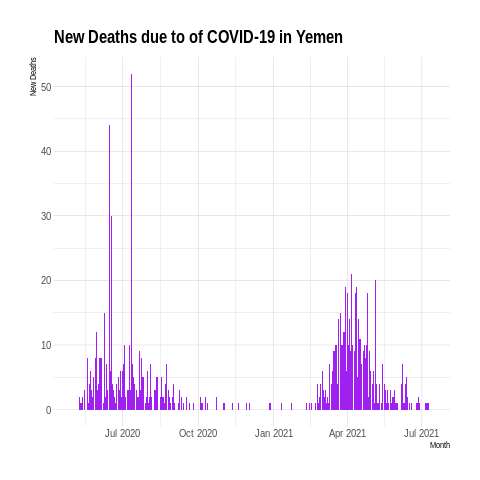 New Deaths due to of COVID-19 in Yemen
New Deaths
50
40
30
20
10
0
Jul 2020
Oct 2020
Jan 2021
Apr 2021
Jul 2021
Month